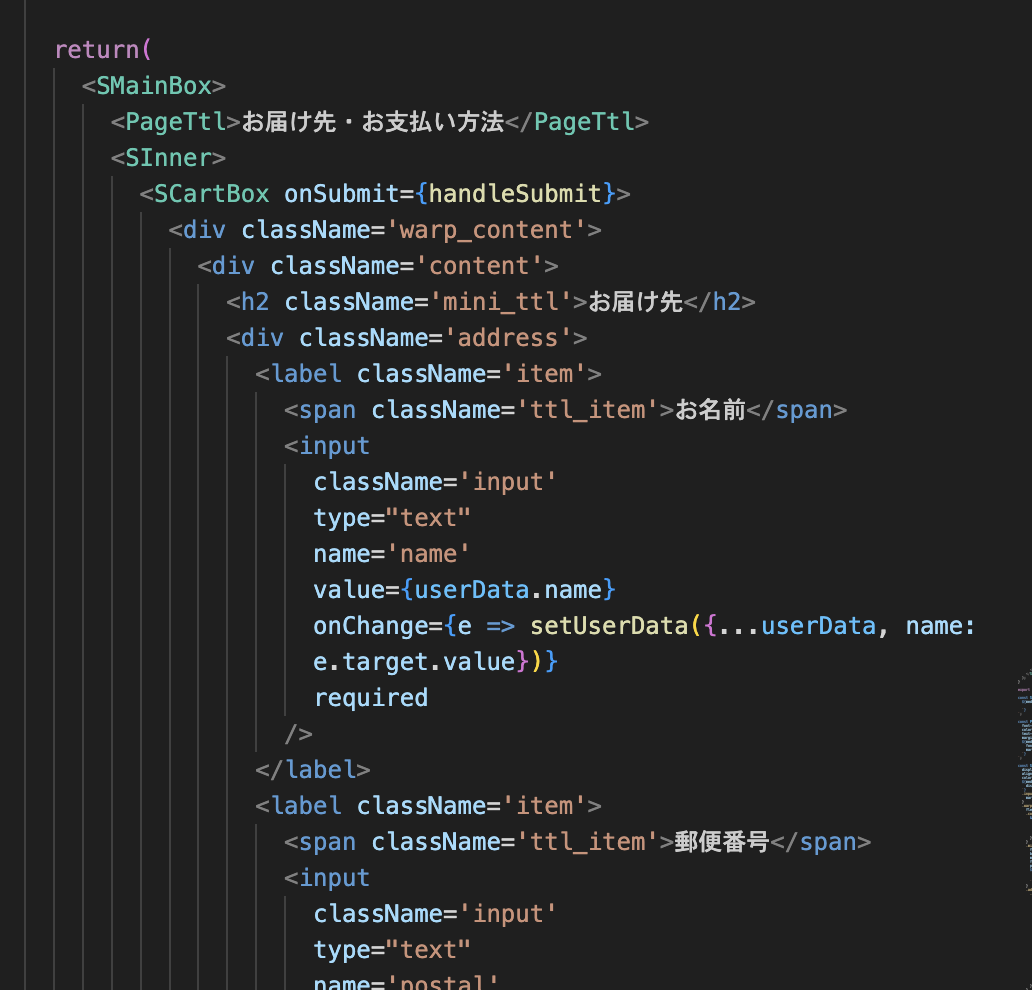 return(
<SMainBox>
<PageTtl>お届け先・お支払い方法</PageTtl>
<SInner>
<SCartBox onSubmit={handleSubmit}>
<div className='warp_content'>
<div className='content'>
<h2 className='mini_ttl'>お届け先</h2>
<div className='address'>
<label className='item'>
<span className='ttl_item'>お名前</span>
<input
className='input'
type="text"
name='name'
value={userData.name}
onChange={e => setUserData({...userData, name:
e.target.value})}
required
/>
</label>
<label className='item'>
<span className='ttl_item'>郵便番号</span>
<input
className='input'
type="text"
name='postal'